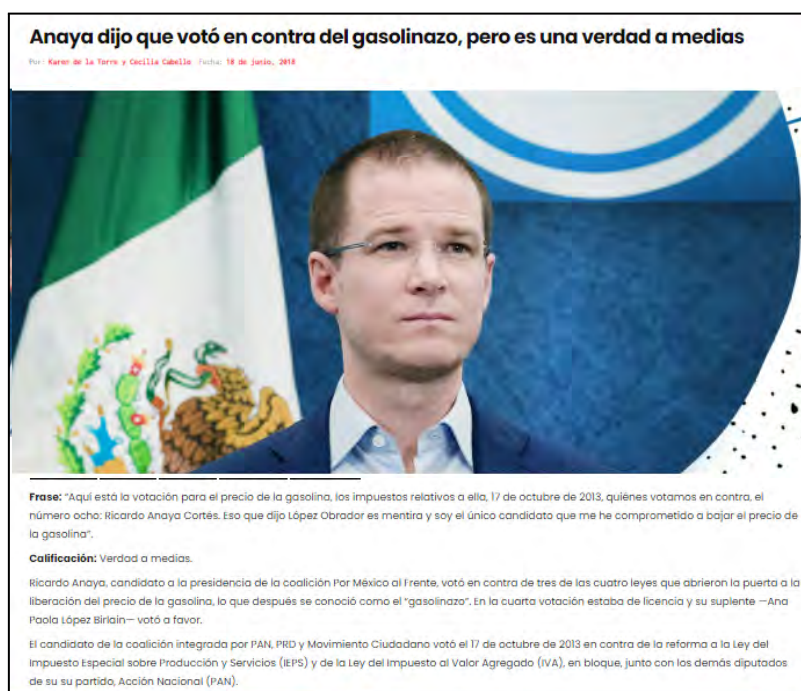 Anaya dijo que votó en contra del gasolinazo, pero es una verdad a medias
Por: Karen de la Torre y Cecilia Cabello Fecha: 18 de junio, 2018
Frase: "Aquí está la votación para el precio de la gasolina, los impuestos relativos a ella, 17 de octubre de 2013, quiénes votamos en contra, el
número ocho: Ricardo Anaya Cortés. Eso que dijo López Obrador es mentira y soy el único candidato que me he comprometido a bajar el precio de
la gasolina".
Calificación: Verdad a medias.
Ricardo Anaya, candidato a la presidencia de la coalición Por México al Frente, votó en contra de tres de las cuatro leyes que abrieron la puerta a la
liberación del precio de la gasolina, lo que después se conoció como el "gasolinazo". En la cuarta votación estaba de licencia y su suplente —Ana
Paola López Birlain— votó a favor.
El candidato de la coalición integrada por PAN, PRD y Movimiento Ciudadano votó el 17 de octubre de 2013 en contra de la reforma a la Ley del
Impuesto Especial sobre Producción y Servicios (IEPS) y de la Ley del Impuesto al Valor Agregado (IVA), en bloque, junto con los demás diputados
de su su partido, Acción Nacional (PAN).